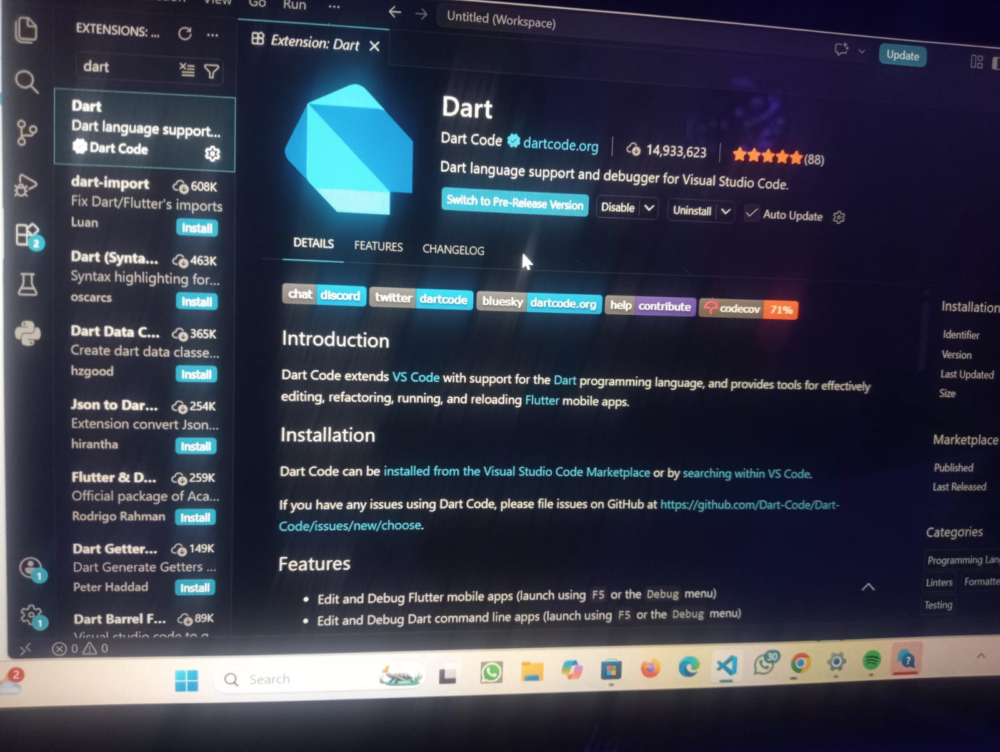 View Go Run ...
Untitled (Workspace)
EXTENSIONS: ...
Extension: Dart
Update
dart
Dart
Dart language support...
Dart Code
dart-import 608K
Fix Dart/Flutter's imports
Luan Install
Dart (Synta... 463K
Syntax highlighting for...
oscarcs Install
Dart Data C... 365K
Create dart data classe...
hzgood Install
Json to Dar... 254K
Extension convert Json...
hirantha Install
Flutter & D... 259K
Official package of Aca...
Rodrigo Rahman Install
Dart Getter... 149K
Dart Generate Getters ...
Peter Haddad Install
Dart Barrel F... 89K
Visual studio code to g
2
1
1
Dart
Dart Code dartcode.org 14,933,623 (88)
Dart language support and debugger for Visual Studio Code.
Switch to Pre-Release Version Disable Uninstall Auto Update
DETAILS FEATURES CHANGELOG
chat discord twitter dartcode bluesky dartcode.org help contribute codecov 71%
Introduction
Dart Code extends VS Code with support for the Dart programming language, and provides tools for effectively
editing, refactoring, running, and reloading Flutter mobile apps.
Installation
Dart Code can be installed from the Visual Studio Code Marketplace or by searching within VS Code.
If you have any issues using Dart Code, please file issues on GitHub at https://github.com/Dart-Code/Dart-
Code/issues/new/choose.
Features
• Edit and Debug Flutter mobile apps (launch using F5 or the Debug menu)
• Edit and Debug Dart command line apps (launch using F5 or the Debug menu)
Installation
Identifier
Version
Last Updated
Size
Marketplace
Published
Last Released
Categories
Programming Lan
Linters Formatte
Testing
0 0
2
Search
30